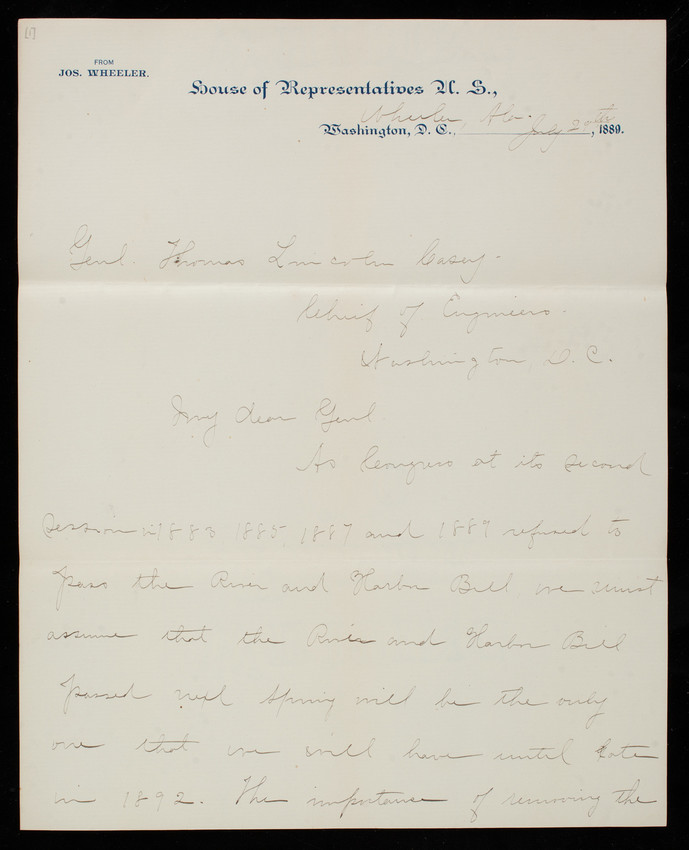 [1]
FROM
JOS. WHEELER.
House of Representatives U. S.,
Wheeler, Ala.
Washington, D. C., July 29th, 1889.
Genl. Thomas Lincoln Casey.
Chief of Engineers.
Washington, D. C.
My dear Genl.
As Congress at its second
session in 1883 1885, 1887 and 1889 refused to
pass the River and Harbor Bill we must
assume that the River and Harbor Bill
passed next Spring will be the only
one that we will have until late
in 1892. The importance of removing the